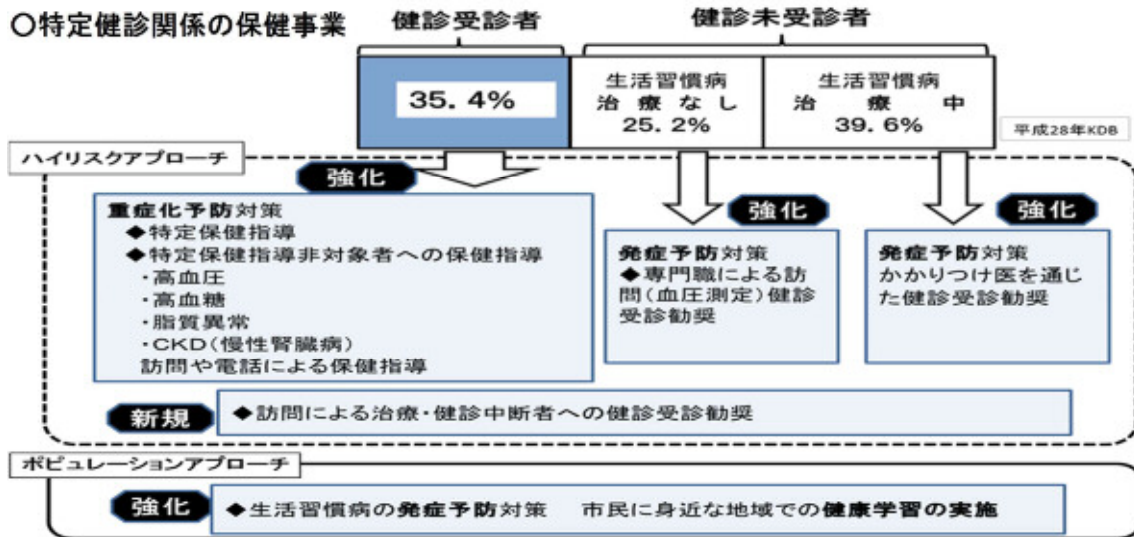 〇特定健診関係の保健事業
健診受診者
健診未受診者
35.4%
生活習慣病
治療なし
25.2%
生活習慣病
治療中
39.6%
平成28年KDB
ハイリスクアプローチ
強化
重症化予防対策
◆特定保健指導
◆特定保健指導非対象者への保健指導
・高血圧
・高血糖
・脂質異常
・CKD(慢性腎臓病)
訪問や電話による保健指導
強化
発症予防対策
◆専門職による訪
問(血圧測定)健診
受診勧奨
強化
発症予防対策
かかりつけ医を通じ
た健診受診勧奨
新規
◆訪問による治療・健診中断者への健診受診勧奨
ポピュレーションアプローチ
強化
◆生活習慣病の発症予防対策 市民に身近な地域での健康学習の実施